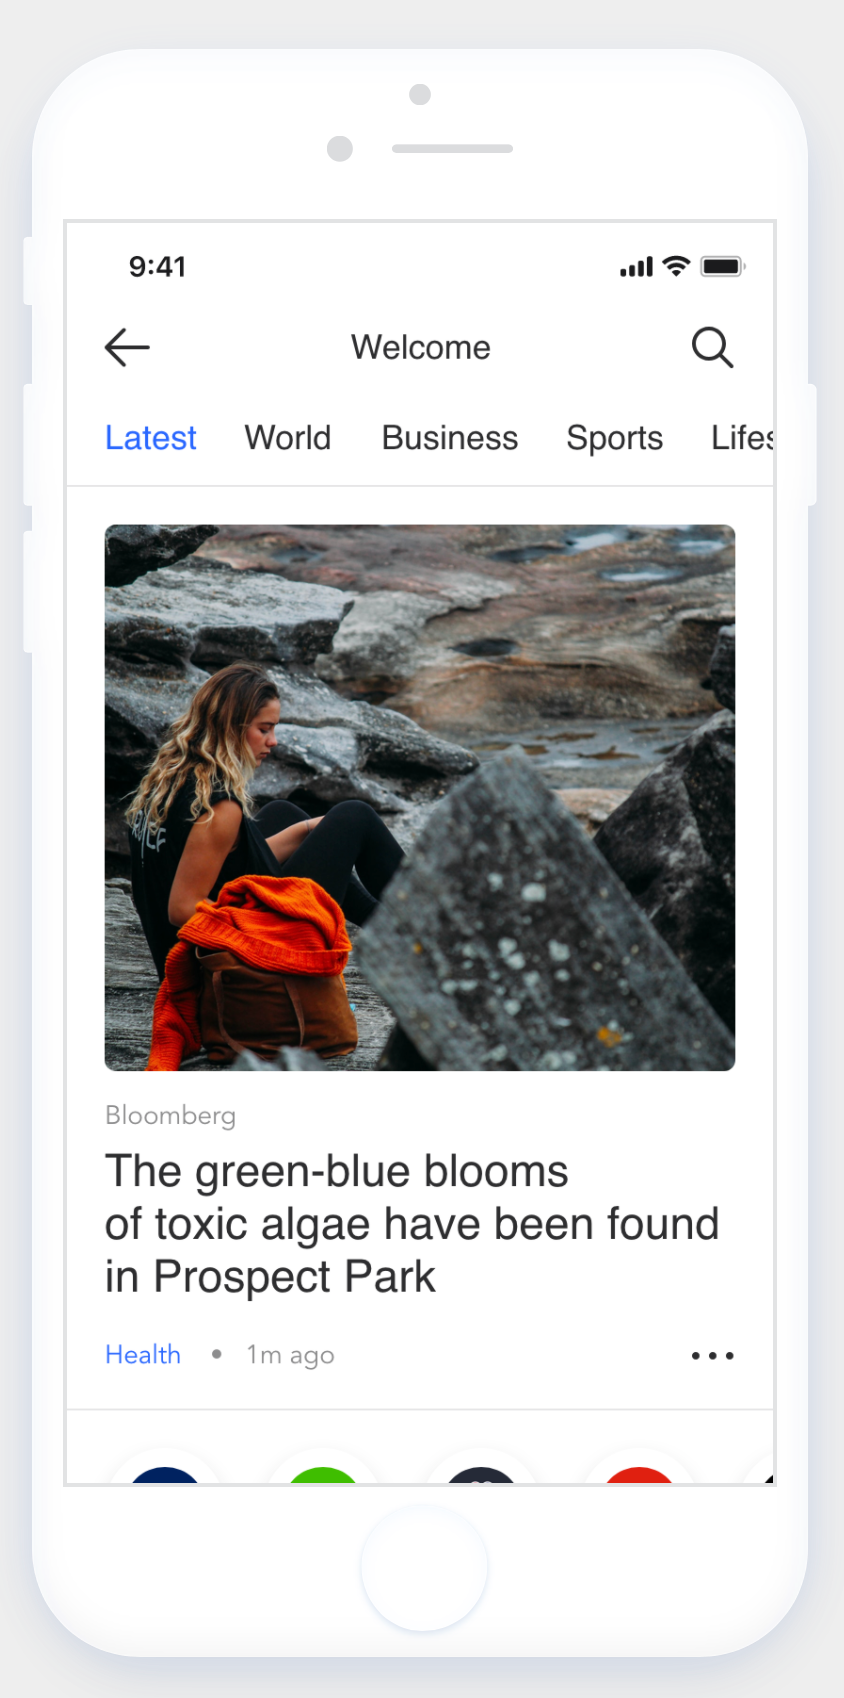 9:41
Welcome
Latest World Business Sports Lifes
Bloomberg
The green-blue blooms
of toxic algae have been found
in Prospect Park
Health • 1m ago